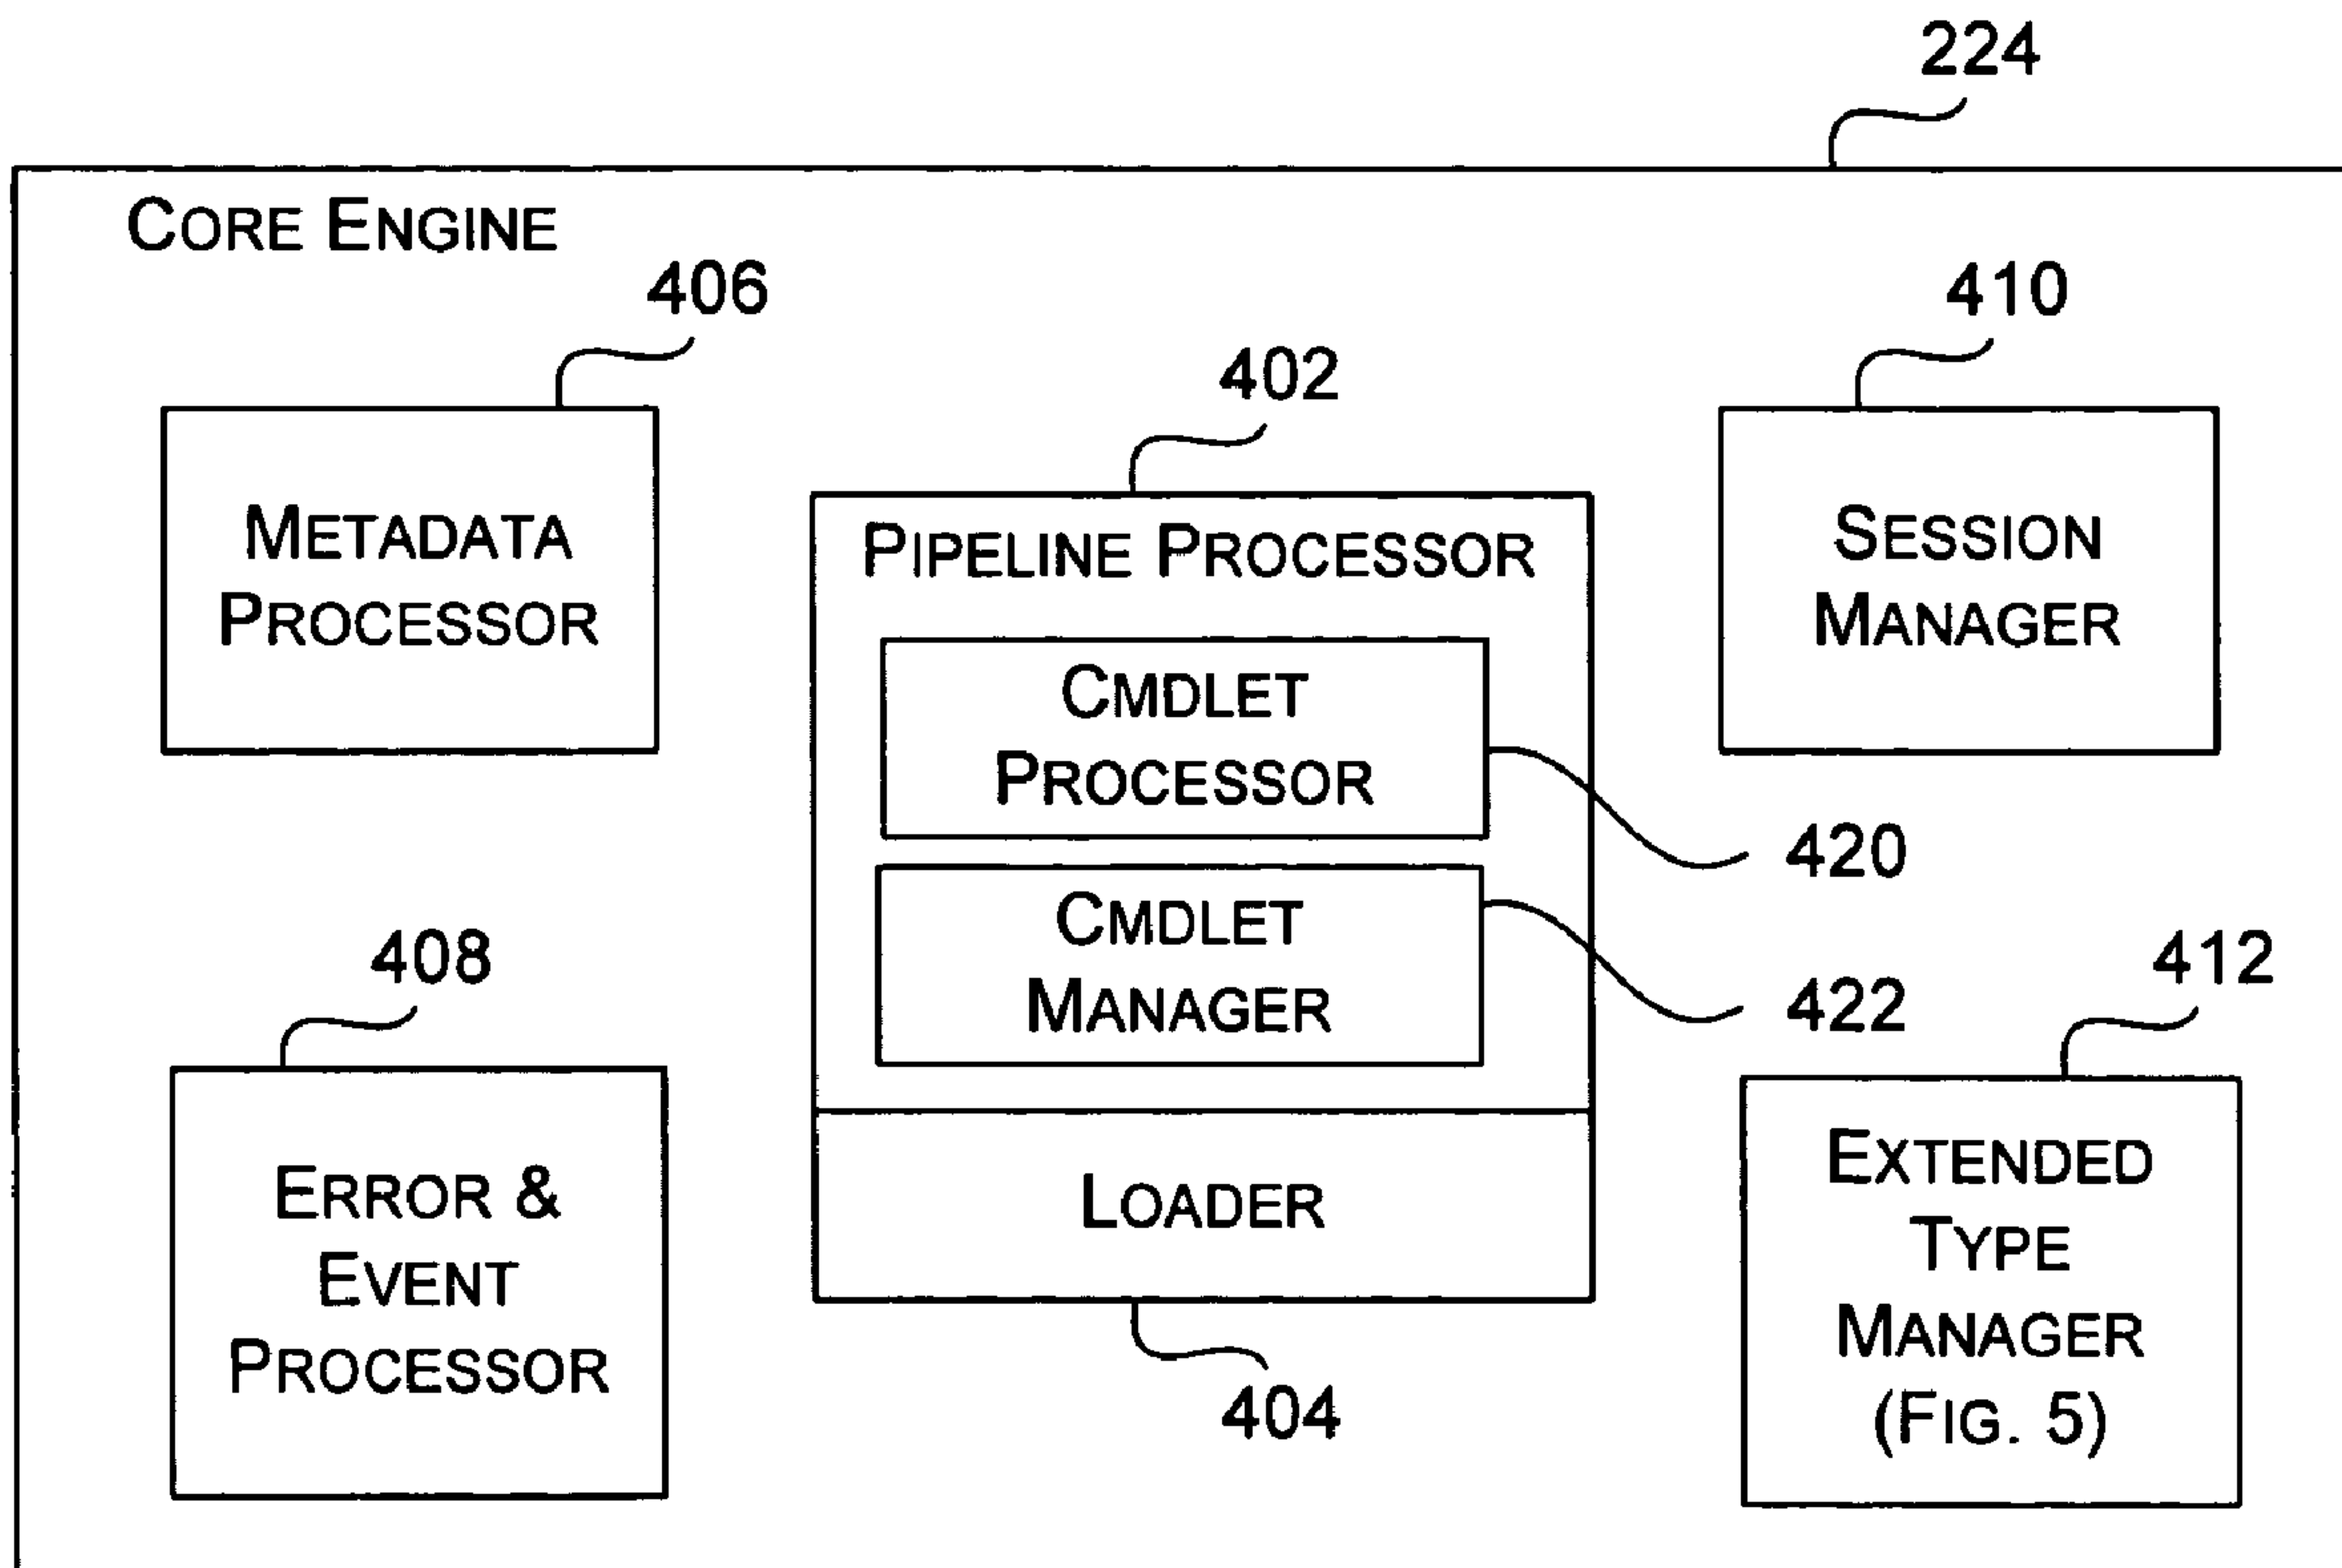 224
CORE ENGINE
406
410
402
METADATA
PROCESSOR
PIPELINE PROCESSOR
SESSION
MANAGER
CMDLET
PROCESSOR
420
CMDLET
MANAGER
422
408
412
ERROR &
EVENT
PROCESSOR
LOADER
404
EXTENDED
TYPE
MANAGER
(FIG. 5)